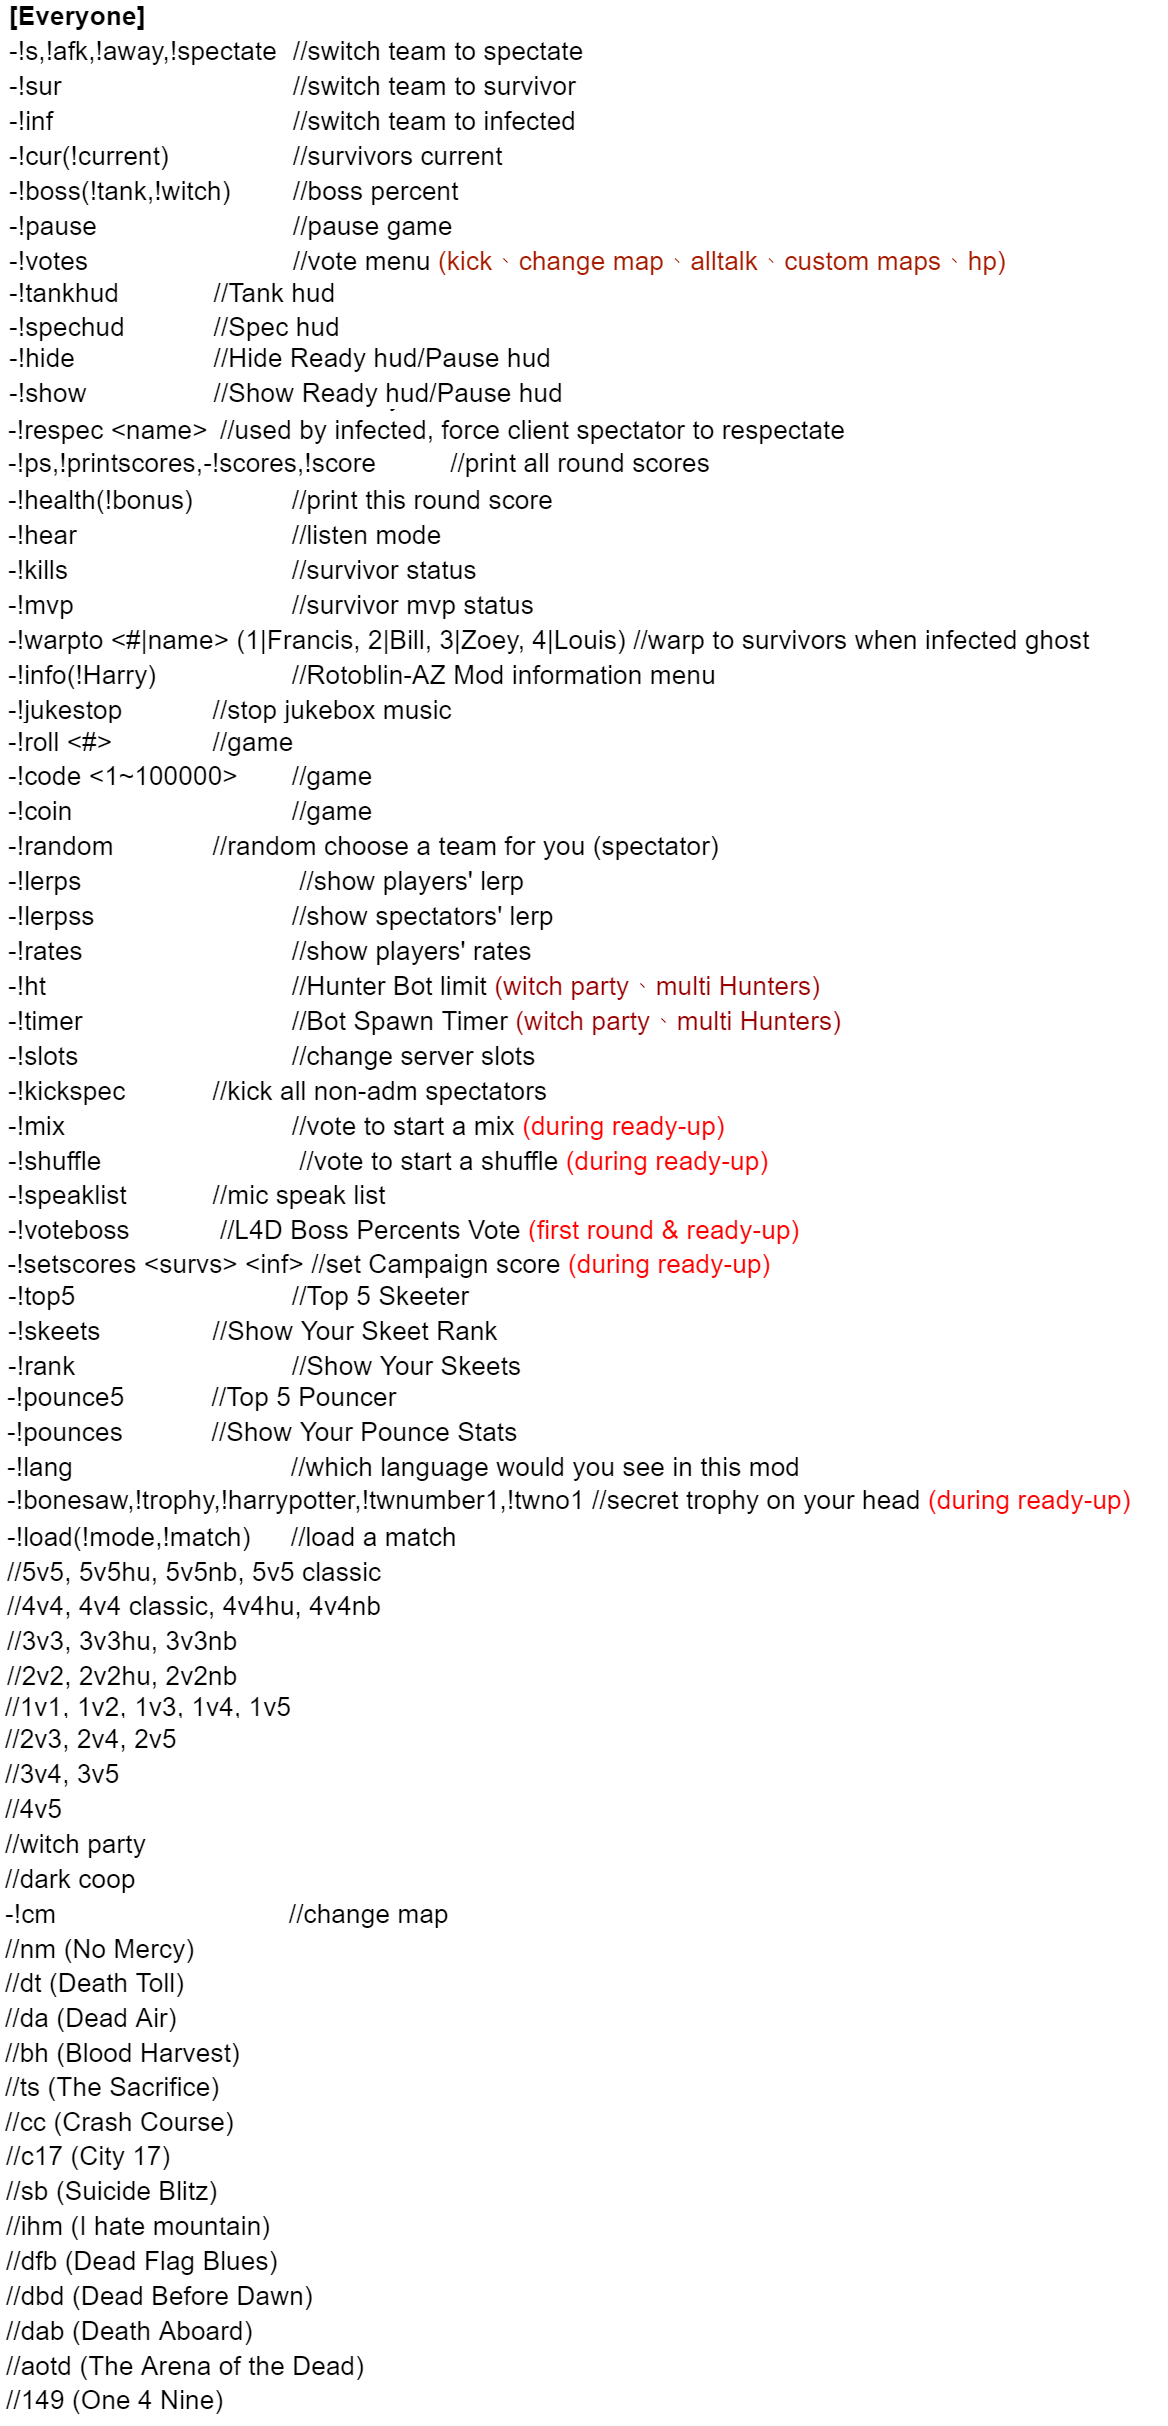 [Everyone]
-!s,!afk,!away,!spectate //switch team to spectate
-!sur //switch team to survivor
-!inf //switch team to infected
-!cur(!current) //survivors current
-!boss(!tank,!witch) //boss percent
-!pause //pause game
-!votes //vote menu (kick、change map、alltalk、custom maps、hp)
-!tankhud //Tank hud
-!spechud //Spec hud
-!hide //Hide Ready hud/Pause hud
-!show //Show Ready hud/Pause hud
-!respec <name> //used by infected, force client spectator to respectate
-!ps,!printscores,-!scores,!score //print all round scores
-!health(!bonus) //print this round score
-!hear //listen mode
-!kills //survivor status
-!mvp //survivor mvp status
-!warpto <#|name> (1|Francis, 2|Bill, 3|Zoey, 4|Louis) //warp to survivors when infected ghost
-!info(!Harry) //Rotoblin-AZ Mod information menu
-!jukestop //stop jukebox music
-!roll <#> //game
-!code <1~100000> //game
-!coin //game
-!random //random choose a team for you (spectator)
-!lerps //show players' lerp
-!lerpss //show spectators' lerp
-!rates //show players' rates
-!ht //Hunter Bot limit (witch party、multi Hunters)
-!timer //Bot Spawn Timer (witch party、multi Hunters)
-!slots //change server slots
-!kickspec //kick all non-adm spectators
-!mix //vote to start a mix (during ready-up)
-!shuffle //vote to start a shuffle (during ready-up)
-!speaklist //mic speak list
-!voteboss //L4D Boss Percents Vote (first round & ready-up)
-!setscores <survs> <inf> //set Campaign score (during ready-up)
-!top5 //Top 5 Skeeter
-!skeets //Show Your Skeet Rank
-!rank //Show Your Skeets
-!pounce5 //Top 5 Pouncer
-!pounces //Show Your Pounce Stats
-!lang //which language would you see in this mod
-!bonesaw,!trophy,!harrypotter,!twnumber1,!twno1 //secret trophy on your head (during ready-up)
-!load(!mode,!match) //load a match
//5v5, 5v5hu, 5v5nb, 5v5 classic
//4v4, 4v4 classic, 4v4hu, 4v4nb
//3v3, 3v3hu, 3v3nb
//2v2, 2v2hu, 2v2nb
//1v1, 1v2, 1v3, 1v4, 1v5
//2v3, 2v4, 2v5
//3v4, 3v5
//4v5
//witch party
//dark coop
-!cm //change map
//nm (No Mercy)
//dt (Death Toll)
//da (Dead Air)
//bh (Blood Harvest)
//ts (The Sacrifice)
//cc (Crash Course)
//c17 (City 17)
//sb (Suicide Blitz)
//ihm (I hate mountain)
//dfb (Dead Flag Blues)
//dbd (Dead Before Dawn)
//dab (Death Aboard)
//aotd (The Arena of the Dead)
//149 (One 4 Nine)